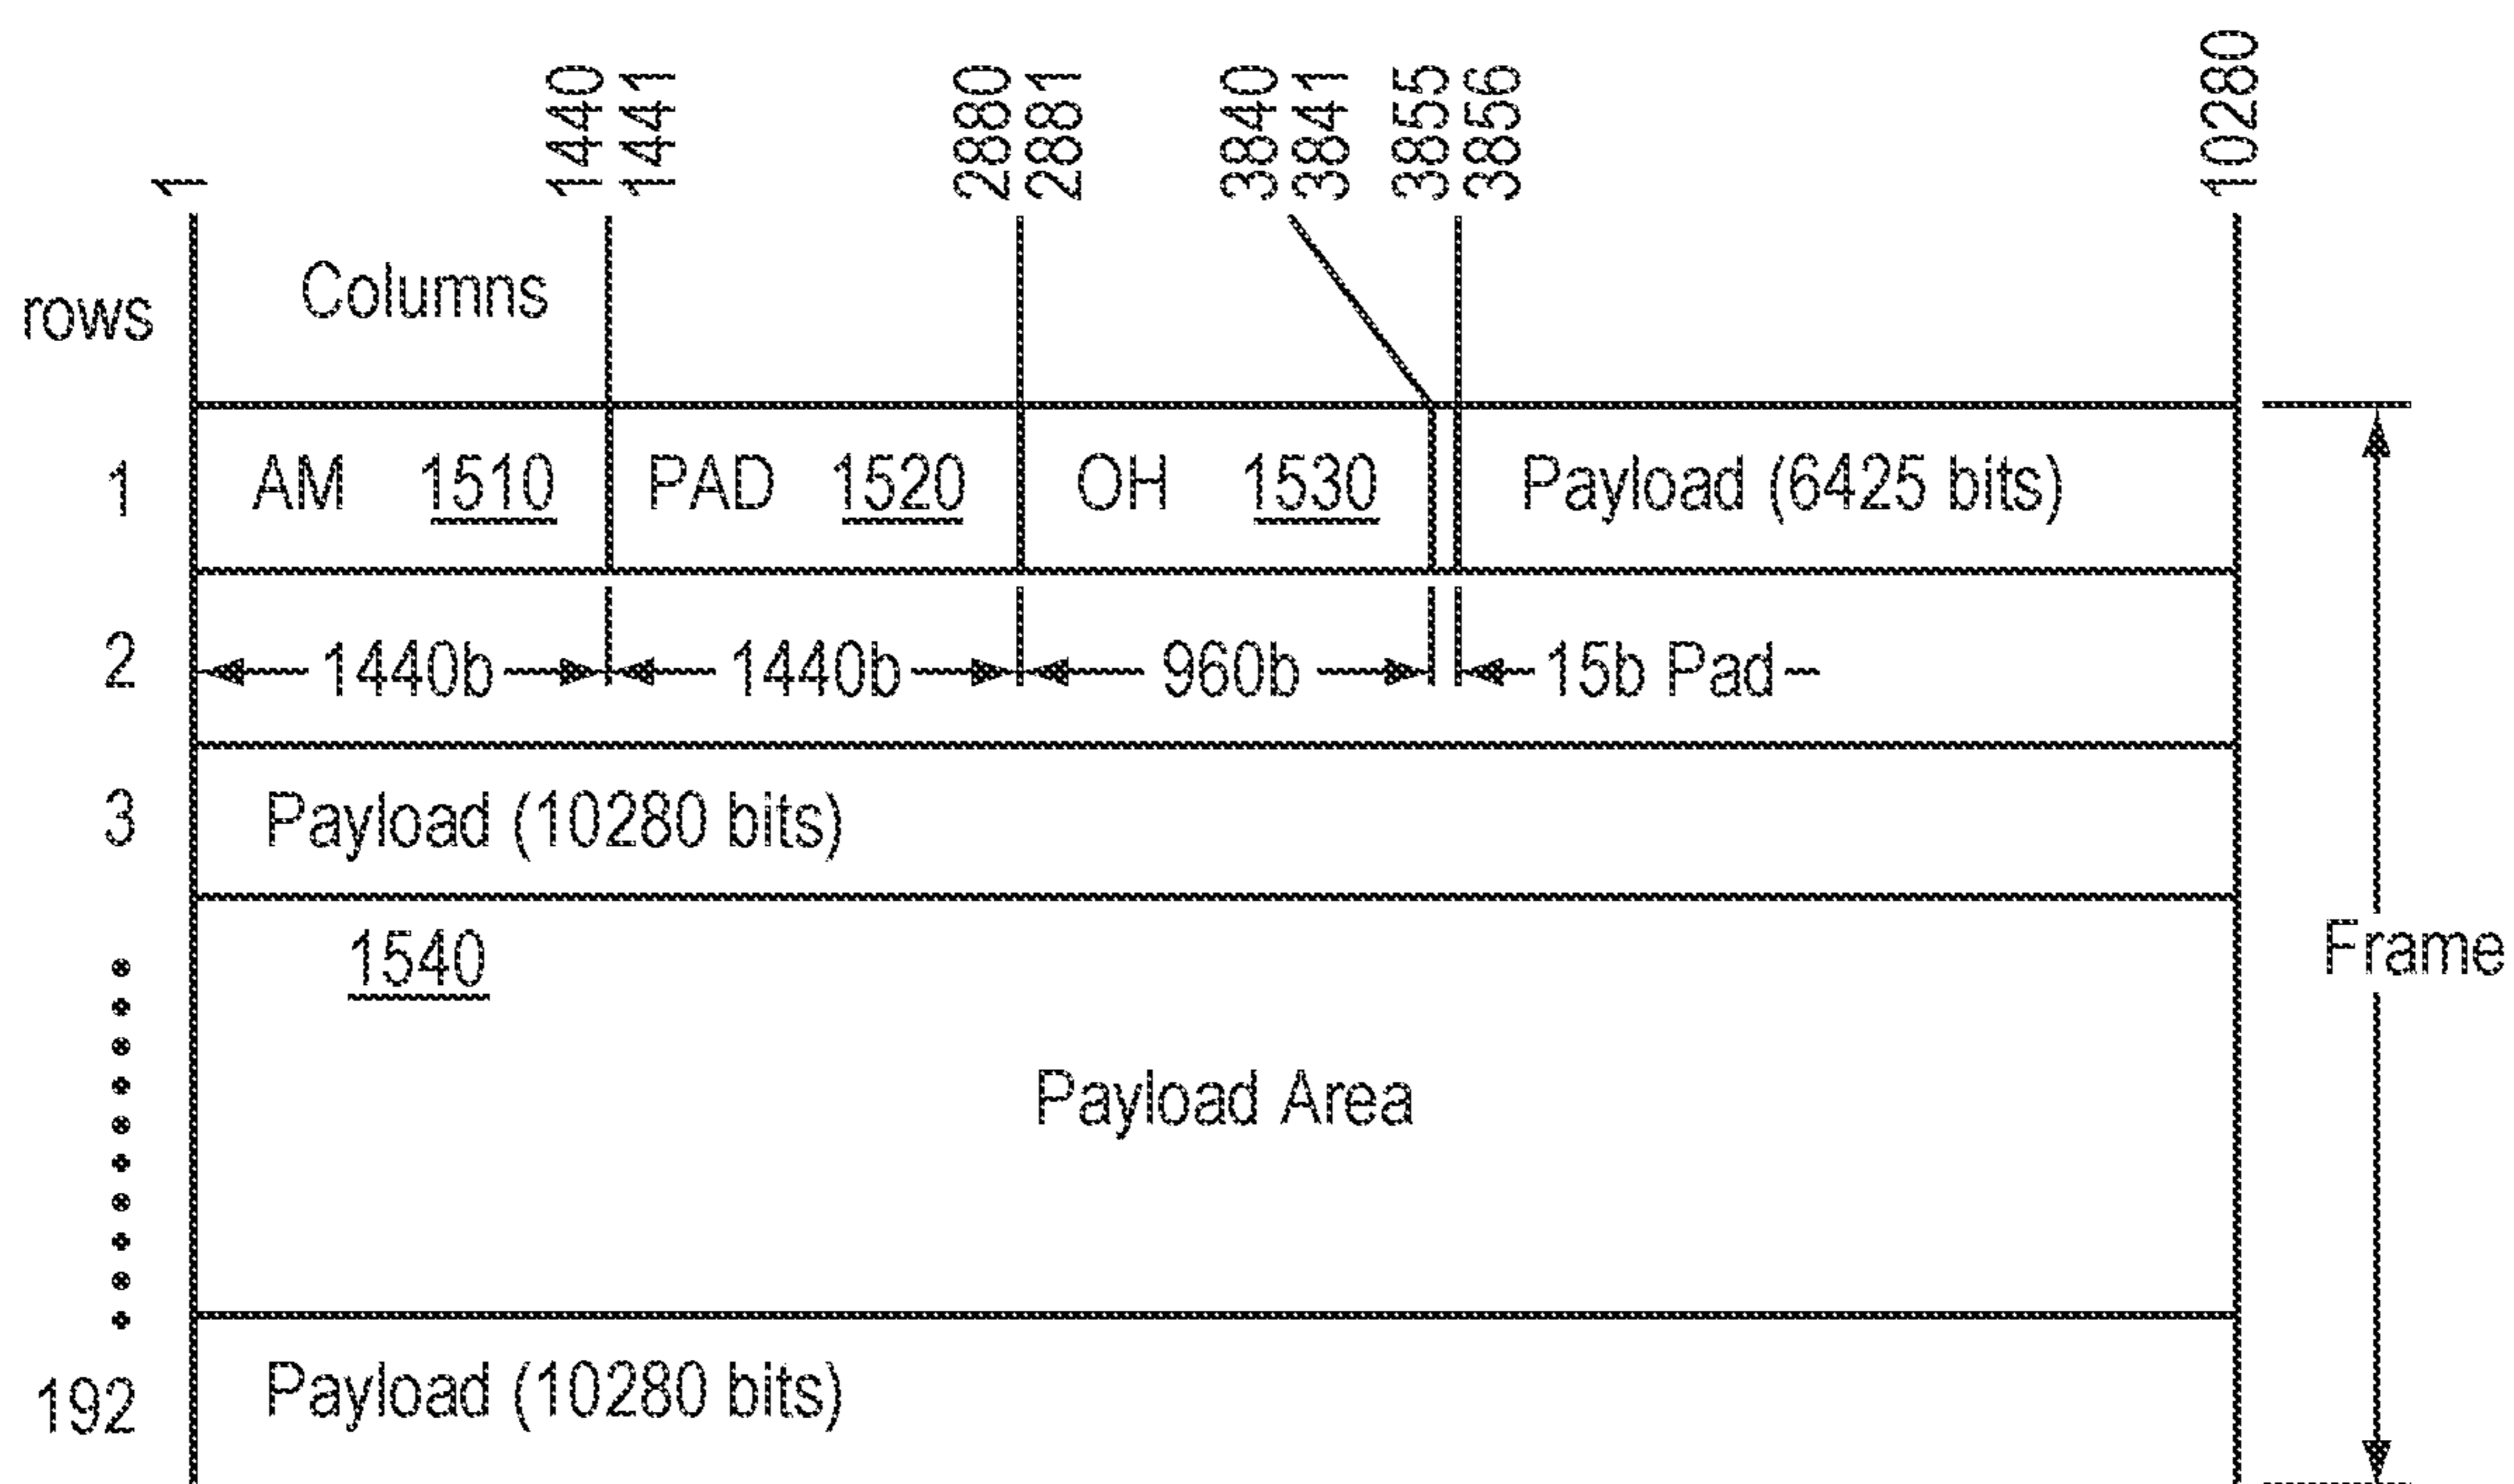 1 1440 1441 2880 2881 3840 3841 3855 3856 10280
rows Columns
1 AM 1510 PAD 1520 OH 1530 Payload (6425 bits)
2 1440b 1440b 960b 15b Pad
3 Payload (10280 bits)
1540
Frame
Payload Area
192 Payload (10280 bits)